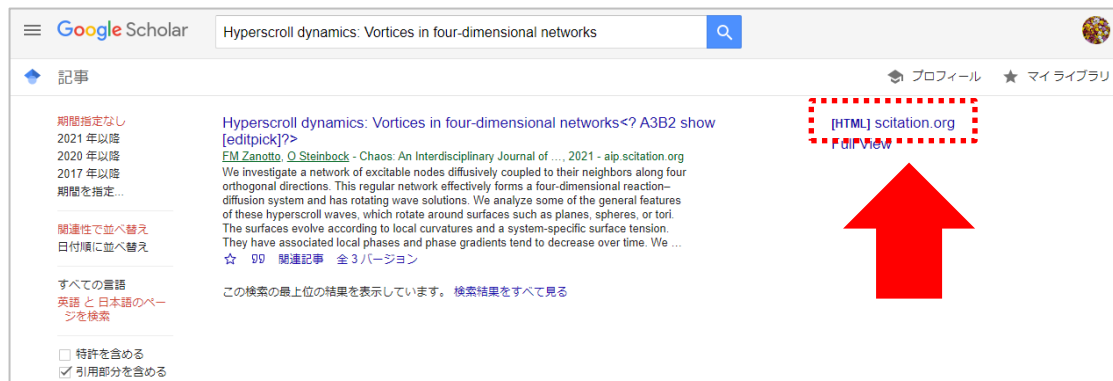 Google Scholar
Hyperscroll dynamics: Vortices in four-dimensional networks
記事
プロフィール
マイ ライブラリ
期間指定なし
2021 年以降
2020 年以降
2017 年以降
期間を指定...
関連性で並べ替え
日付順に並べ替え
すべての言語
英語 と 日本語のペー
ジを検索
特許を含める
引用部分を含める
Hyperscroll dynamics: Vortices in four-dimensional networks<? A3B2 show
[editpick]?>
FM Zanotto, O Steinbock - Chaos: An Interdisciplinary Journal of …, 2021 - aip.scitation.org
We investigate a network of excitable nodes diffusively coupled to their neighbors along four
orthogonal directions. This regular network effectively forms a four-dimensional reaction–
diffusion system and has rotating wave solutions. We analyze some of the general features
of these hyperscroll waves, which rotate around surfaces such as planes, spheres, or tori.
The surfaces evolve according to local curvatures and a system-specific surface tension.
They have associated local phases and phase gradients tend to decrease over time. We ...
関連記事 全 3 バージョン
この検索の最上位の結果を表示しています。 検索結果をすべて見る
[HTML] scitation.org
Full View